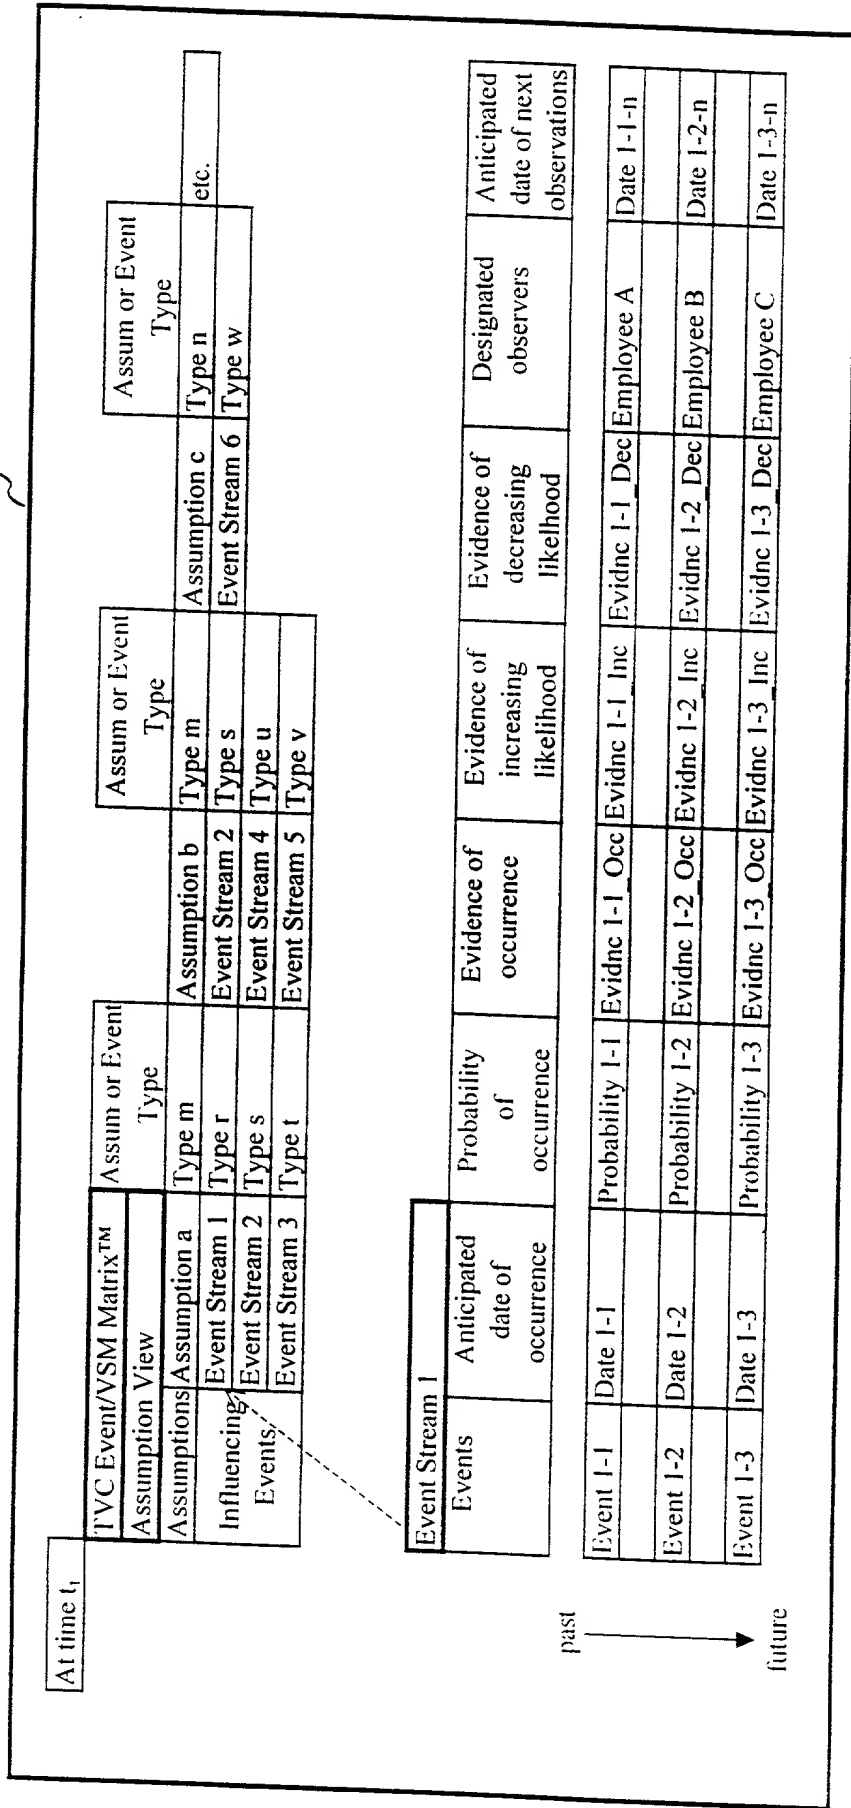 At time t1
TVC Event/VSM Matrix™
Assumption View
Assum or Event
Type
Assum or Event
Type
Assum or Event
Type
Assumptions Assumption a Type m Assumption b Type m Assumption c Type n etc.
Influencing
Events
Event Stream 1 Type r Event Stream 2 Type s Event Stream 6 Type w
Event Stream 2 Type s Event Stream 4 Type u
Event Stream 3 Type t Event Stream 5 Type v
Event Stream 1
Events
Anticipated
date of
occurrence
Probability
of
occurrence
Evidence of
occurrence
Evidence of
increasing
likelihood
Evidence of
decreasing
likelhood
Designated
observers
Anticipated
date of next
observations
past
Event 1-1 Date 1-1 Probability 1-1 Evidnc 1-1_Occ Evidnc 1-1_Inc Evidnc 1-1_Dec Employee A Date 1-1-n
Event 1-2 Date 1-2 Probability 1-2 Evidnc 1-2_Occ Evidnc 1-2_Inc Evidnc 1-2_Dec Employee B Date 1-2-n
Event 1-3 Date 1-3 Probability 1-3 Evidnc 1-3_Occ Evidnc 1-3_Inc Evidnc 1-3_Dec Employee C Date 1-3-n
future